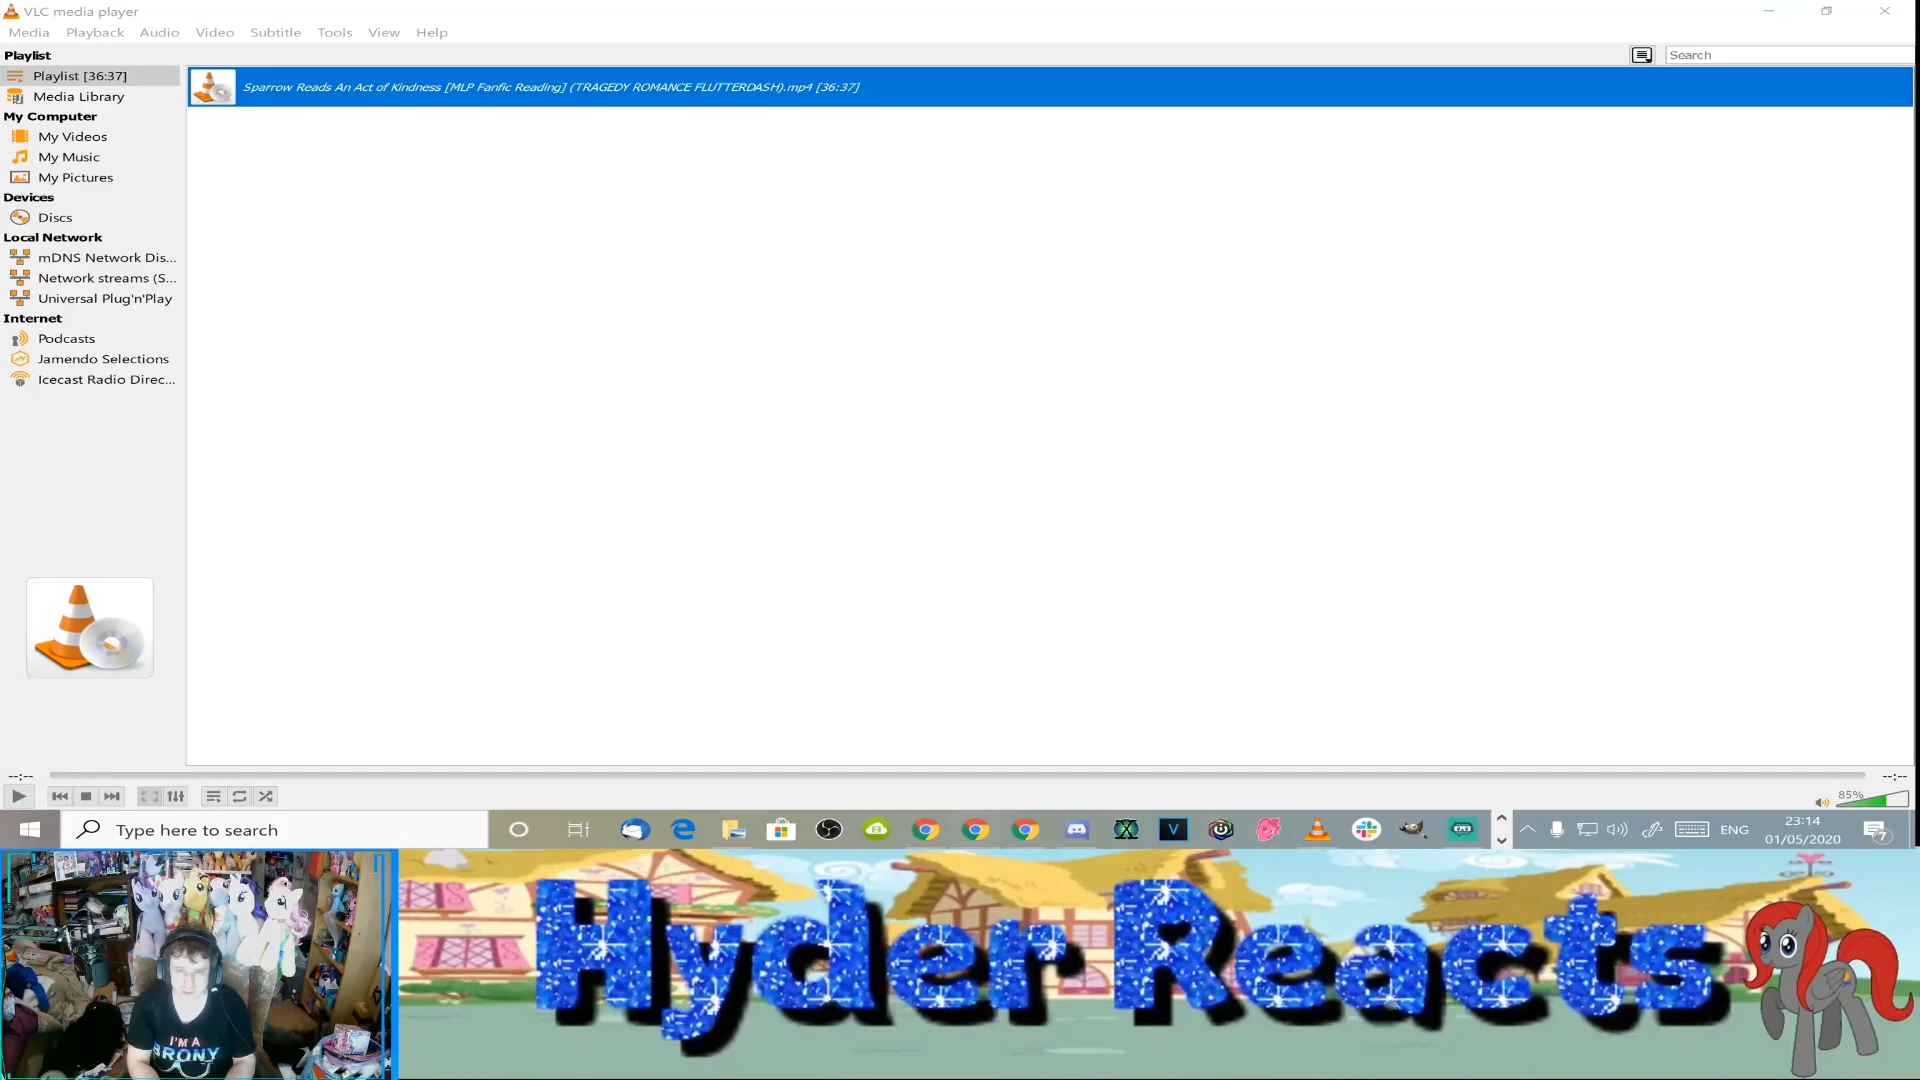 VLC media player
Media Playback Audio Video Subtitle Tools View Help
Playlist
Search
Playlist [36:37]
Sparrow Reads An Act of Kindness [MLP Fanfic Reading] (TRAGEDY ROMANCE FLUTTERDASH).mp4 [36:37]
Media Library
My Computer
My Videos
My Music
My Pictures
Devices
Discs
Local Network
mDNS Network Dis...
Network streams (S...
Universal Plug'n'Play
Internet
Podcasts
Jamendo Selections
Icecast Radio Direc...
--:-- --:--
85%
Type here to search
ENG
23:14
01/05/2020
7
Hyder Reacts
I'M A
BRONY